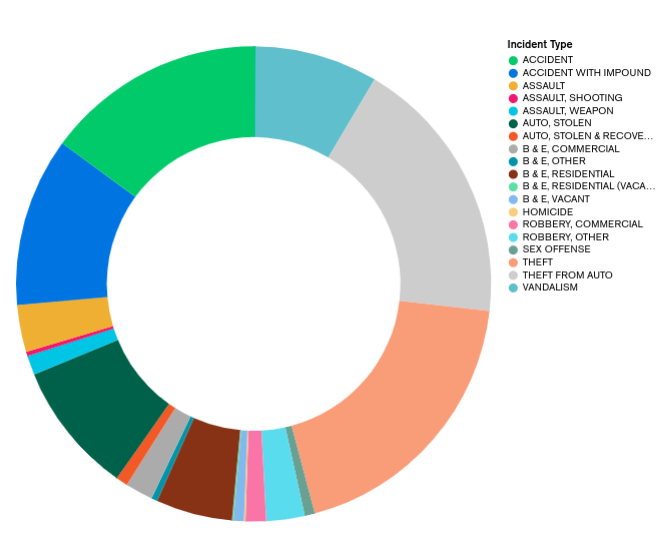 Incident Type
ACCIDENT
ACCIDENT WITH IMPOUND
ASSAULT
ASSAULT, SHOOTING
ASSAULT, WEAPON
AUTO, STOLEN
AUTO, STOLEN & RECOVE...
B & E, COMMERCIAL
B & E, OTHER
B & E, RESIDENTIAL
B & E, RESIDENTIAL (VACA...
B & E, VACANT
HOMICIDE
ROBBERY, COMMERCIAL
ROBBERY, OTHER
SEX OFFENSE
THEFT
THEFT FROM AUTO
VANDALISM